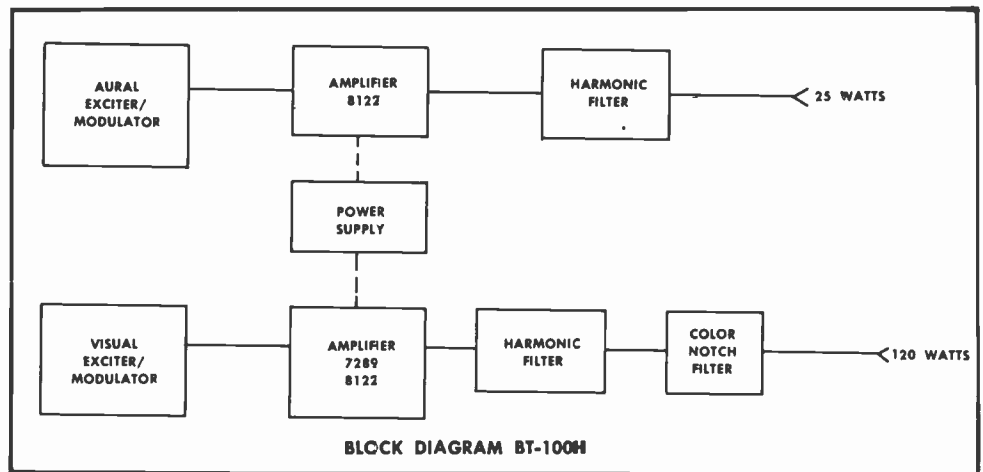 AURAL
EXCITER/
MODULATOR
AMPLIFIER
8122
HARMONIC
FILTER
25 WATTS
POWER
SUPPLY
VISUAL
EXCITER/
MODULATOR
AMPLIFIER
7289
8122
HARMONIC
FILTER
COLOR
NOTCH
FILTER
120 WATTS
BLOCK DIAGRAM BT-100H